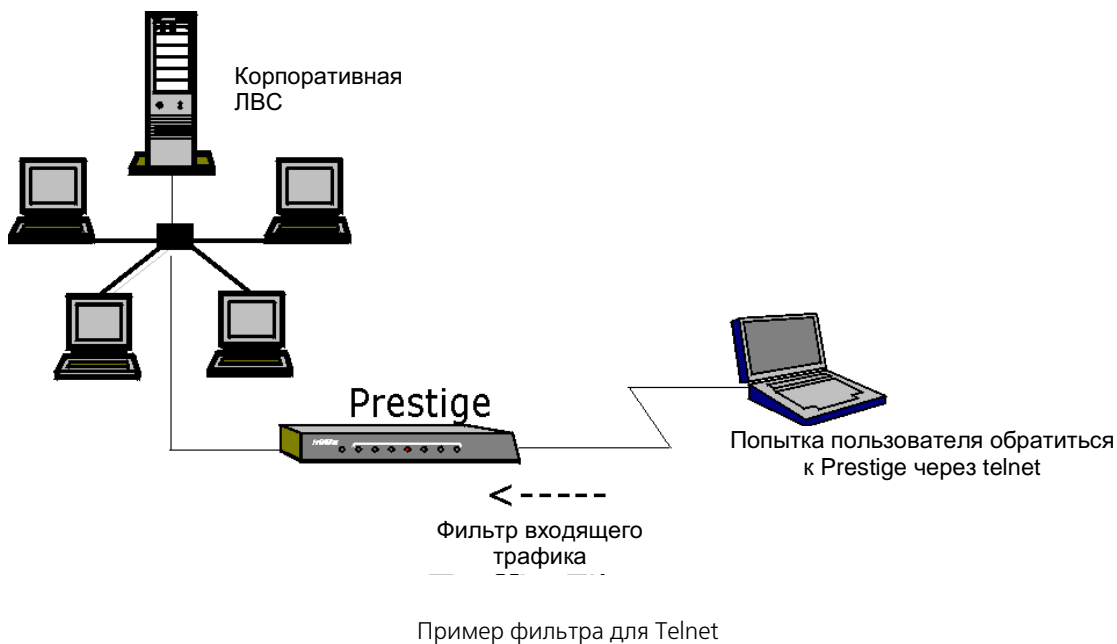 Корпоративная
ЛВС
Prestige
Попытка пользователя обратиться
к Prestige через telnet
Фильтр входящего
трафика
Пример фильтра для Telnet